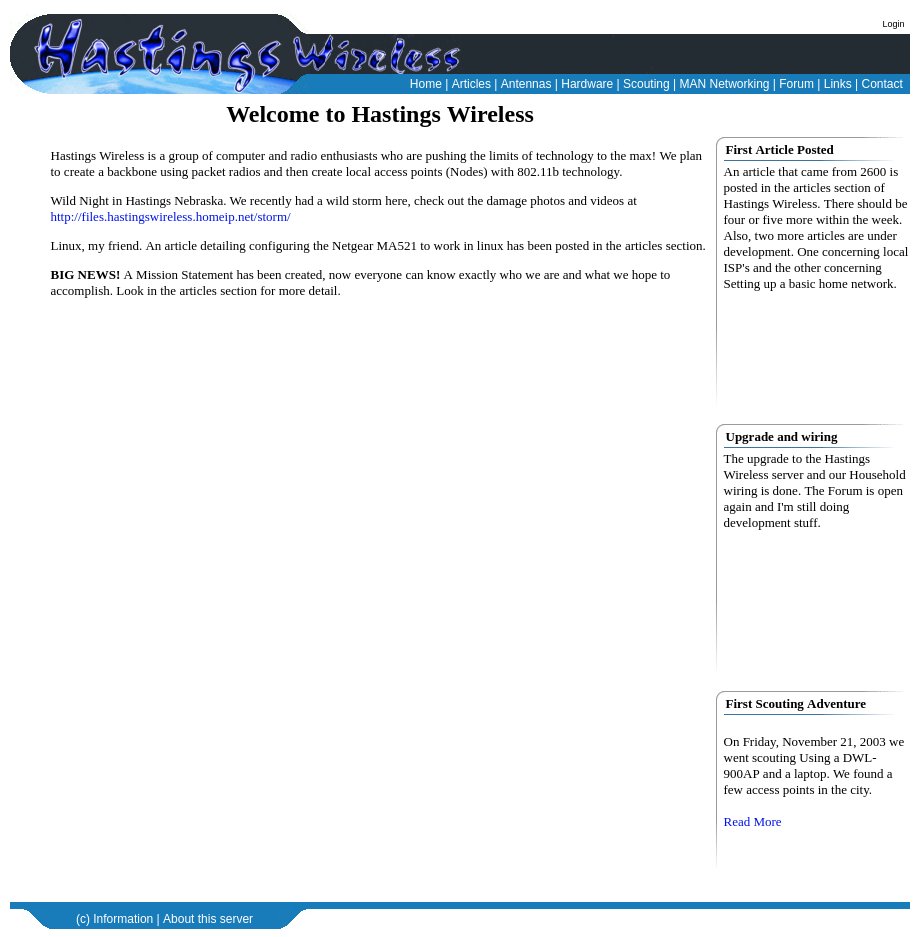 Hastings Wireless
Login
Home | Articles | Antennas | Hardware | Scouting | MAN Networking | Forum | Links | Contact
Welcome to Hastings Wireless
Hastings Wireless is a group of computer and radio enthusiasts who are pushing the limits of technology to the max! We plan
to create a backbone using packet radios and then create local access points (Nodes) with 802.11b technology.
Wild Night in Hastings Nebraska. We recently had a wild storm here, check out the damage photos and videos at
http://files.hastingswireless.homeip.net/storm/
Linux, my friend. An article detailing configuring the Netgear MA521 to work in linux has been posted in the articles section.
BIG NEWS! A Mission Statement has been created, now everyone can know exactly who we are and what we hope to
accomplish. Look in the articles section for more detail.
First Article Posted
An article that came from 2600 is
posted in the articles section of
Hastings Wireless. There should be
four or five more within the week.
Also, two more articles are under
development. One concerning local
ISP's and the other concerning
Setting up a basic home network.
Upgrade and wiring
The upgrade to the Hastings
Wireless server and our Household
wiring is done. The Forum is open
again and I'm still doing
development stuff.
First Scouting Adventure
On Friday, November 21, 2003 we
went scouting Using a DWL-
900AP and a laptop. We found a
few access points in the city.
Read More
(c) Information | About this server